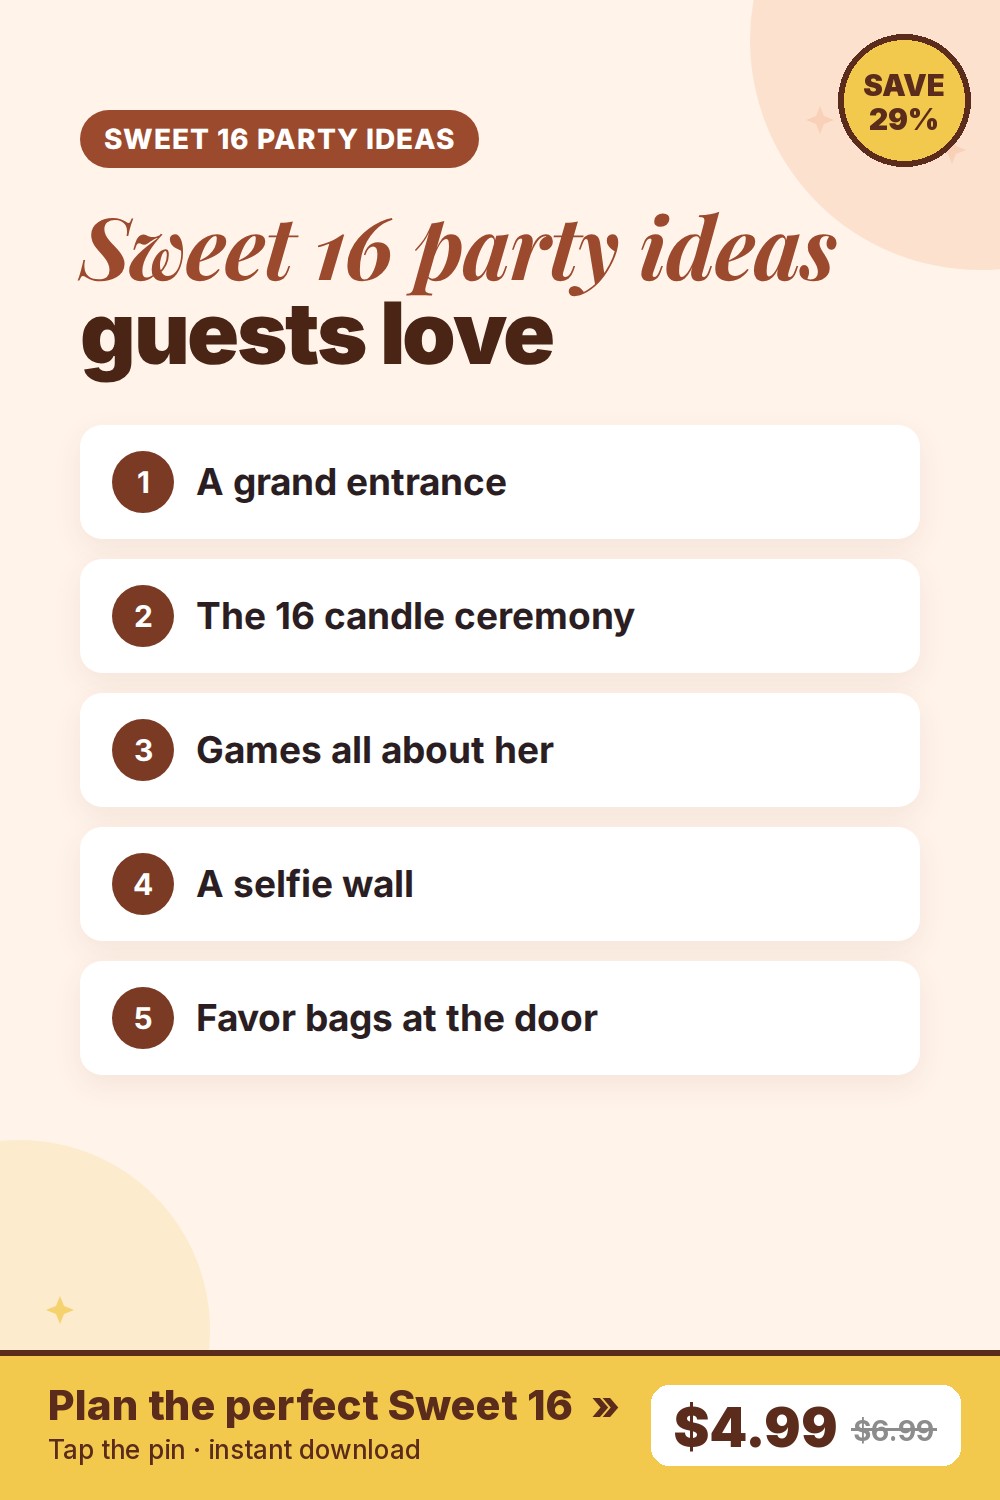 SAVE
29%
SWEET 16 PARTY IDEAS
Sweet 16 party ideas
guests love
1 A grand entrance
2 The 16 candle ceremony
3 Games all about her
4 A selfie wall
5 Favor bags at the door
Plan the perfect Sweet 16 »
Tap the pin · instant download
$4.99 $6.99